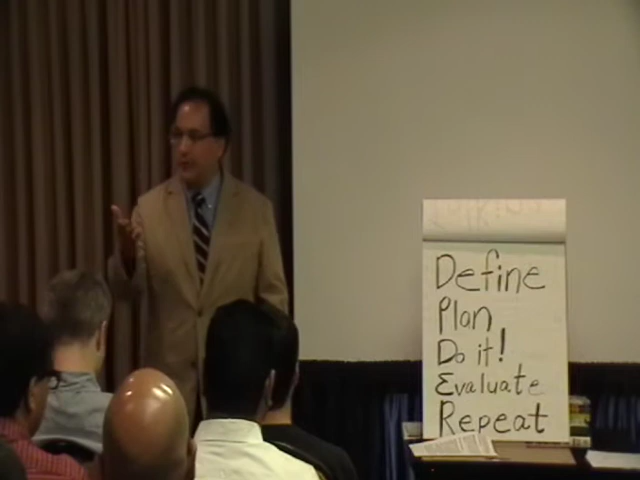 Define
Plan
Do it!
Evaluate
Repeat